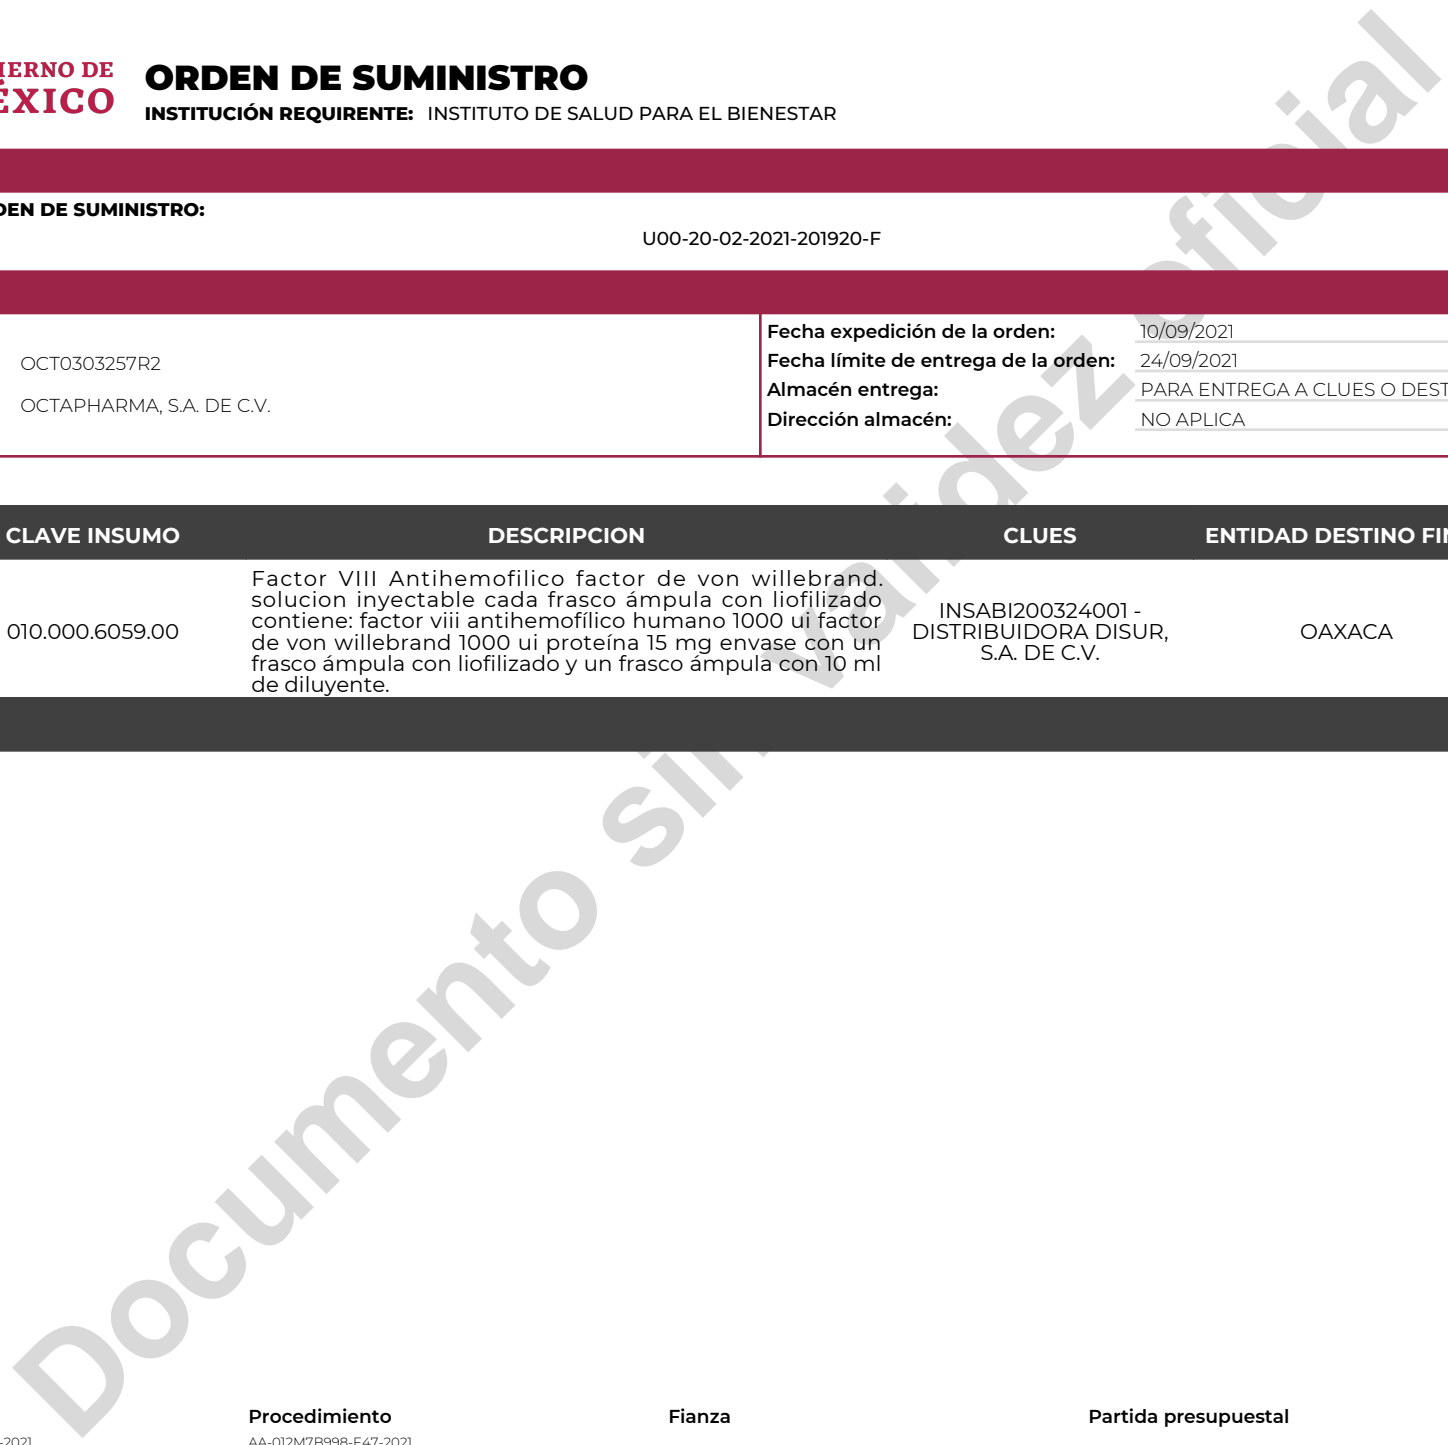 IERNO DE
ÉXICO
ORDEN DE SUMINISTRO
INSTITUCIÓN REQUIRENTE: INSTITUTO DE SALUD PARA EL BIENESTAR
DEN DE SUMINISTRO:
U00-20-02-2021-201920-F
OCT0303257R2
OCTAPHARMA, S.A. DE C.V.
Fecha expedición de la orden: 10/09/2021
Fecha límite de entrega de la orden: 24/09/2021
Almacén entrega: PARA ENTREGA A CLUES O DEST
Dirección almacén: NO APLICA
CLAVE INSUMO DESCRIPCION CLUES ENTIDAD DESTINO FIN
010.000.6059.00
Factor VIII Antihemofilico factor de von willebrand.
solucion inyectable cada frasco ámpula con liofilizado
contiene: factor viii antihemofílico humano 1000 ui factor
de von willebrand 1000 ui proteína 15 mg envase con un
frasco ámpula con liofilizado y un frasco ámpula con 10 ml
de diluyente.
INSABI200324001 -
DISTRIBUIDORA DISUR,
S.A. DE C.V.
OAXACA
Documento sin validez oficial
Procedimiento Fianza Partida presupuestal
-2021 AA-012M7B998-E47-2021